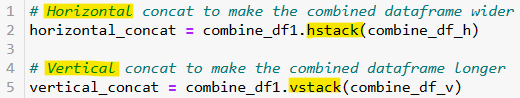 1 # Horizontal concat to make the combined dataframe wider
2 horizontal_concat = combine_df1.hstack(combine_df_h)
3
4 # Vertical concat to make the combined dataframe longer
5 vertical_concat = combine_df1.vstack(combine_df_v)